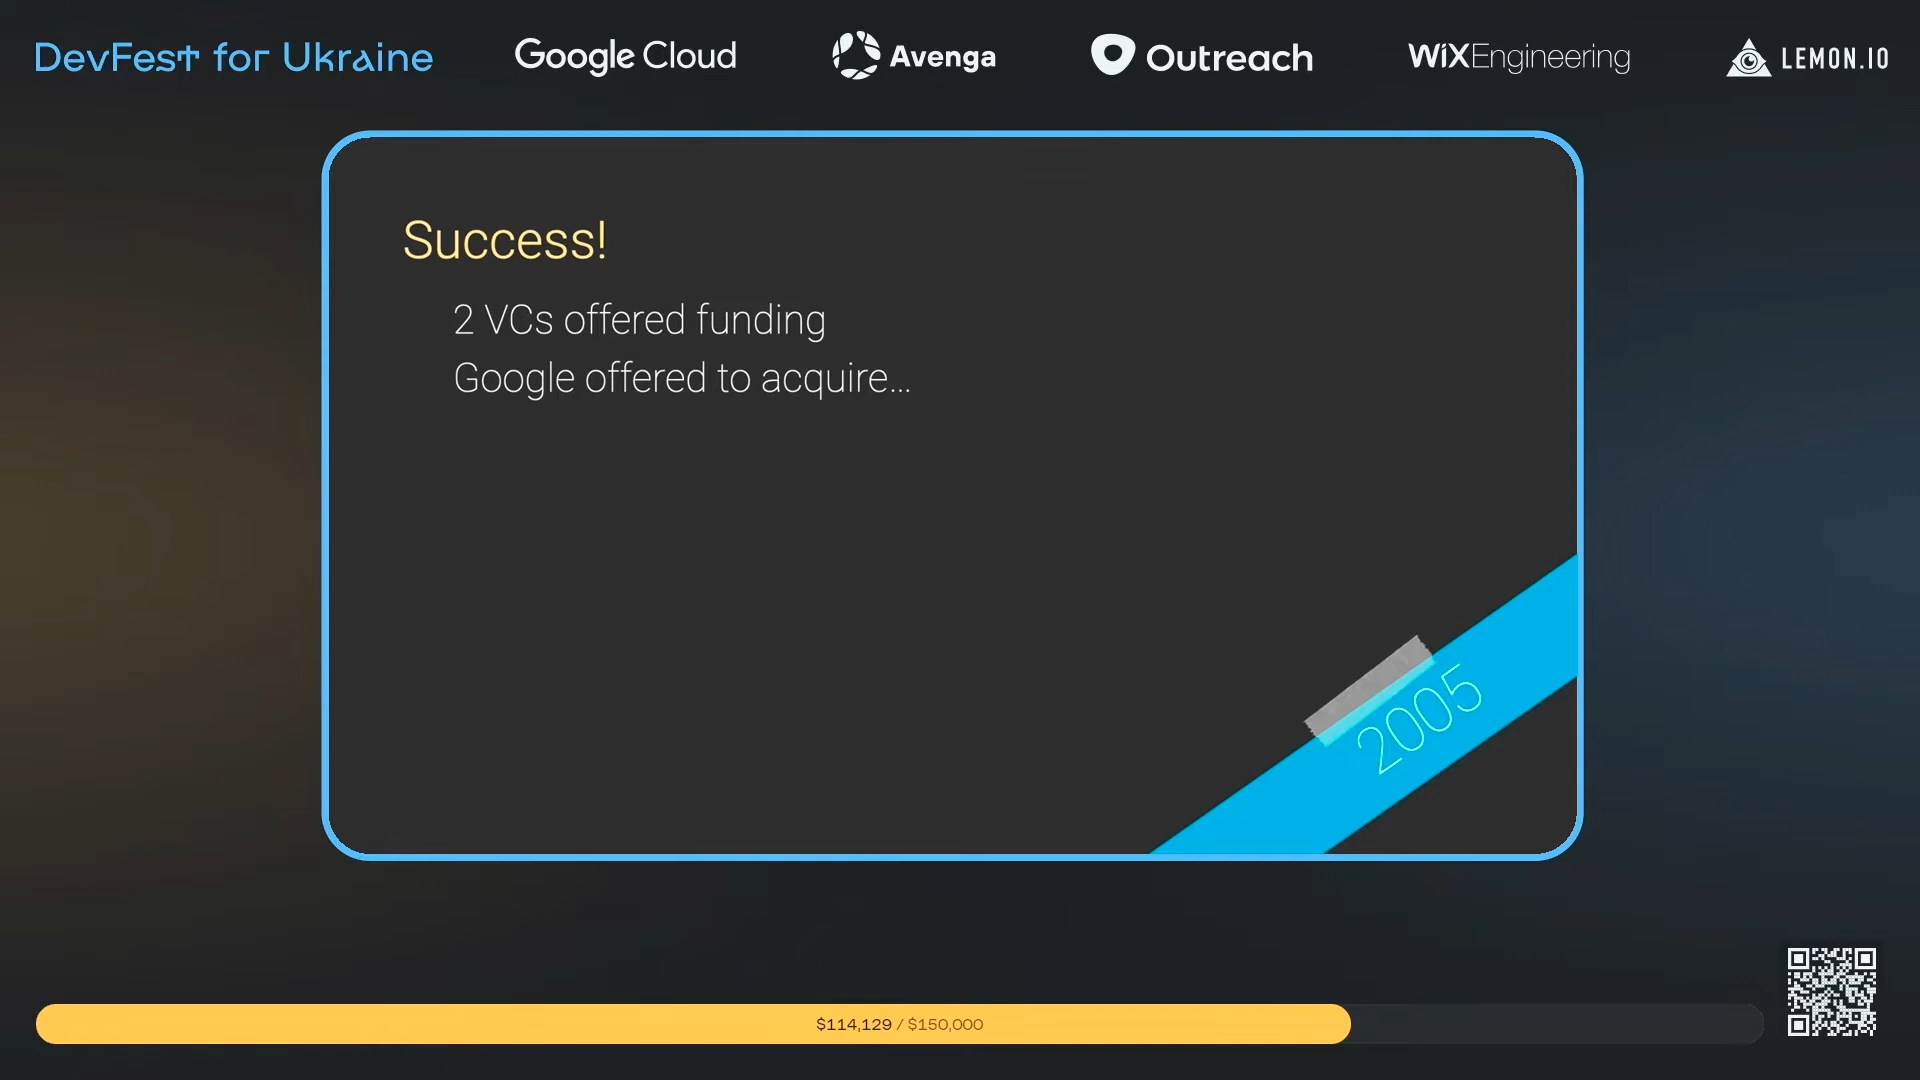 DevFest for Ukraine
Google Cloud
Avenga
Outreach
WiXEngineering
LEMON.IO
Success!
2 VCs offered funding
Google offered to acquire...
2005
$114,129 / $150,000